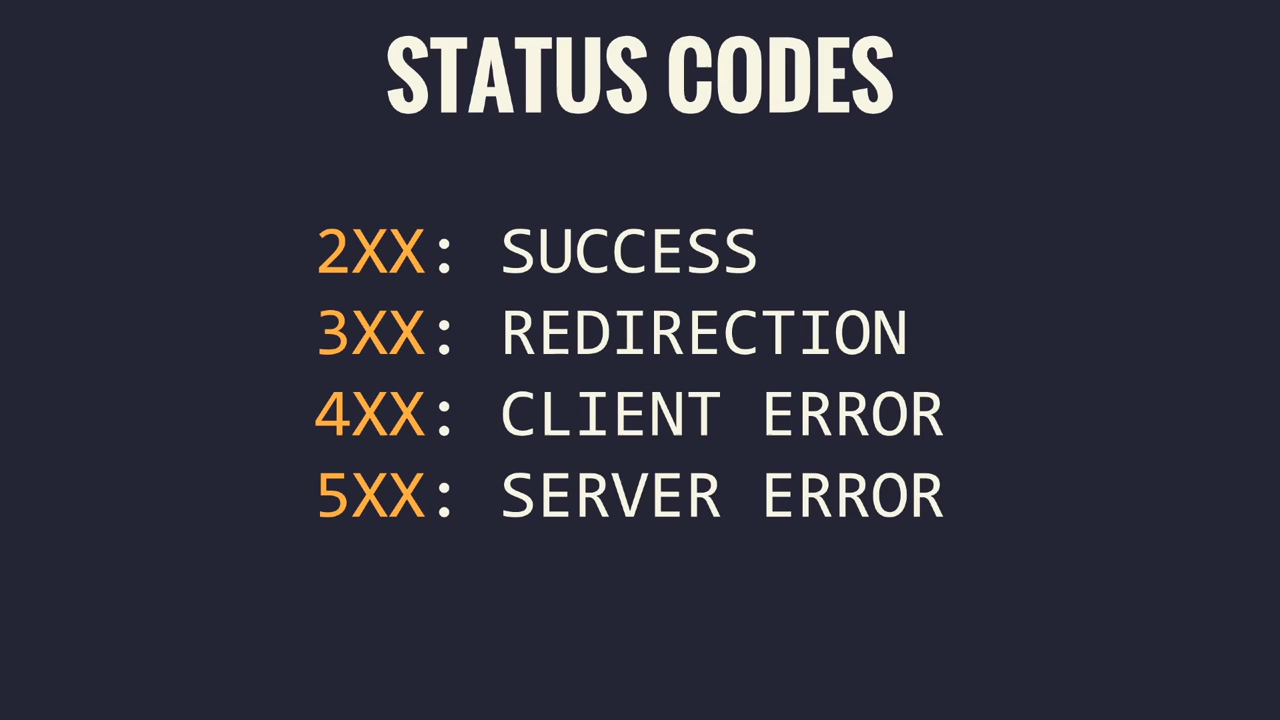 STATUS CODES
2XX: SUCCESS
3XX: REDIRECTION
4XX: CLIENT ERROR
5XX: SERVER ERROR